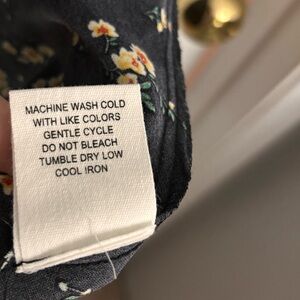 MACHINE WASH COLD
WITH LIKE COLORS
GENTLE CYCLE
DO NOT BLEACH
TUMBLE DRY LOW
COOL IRON